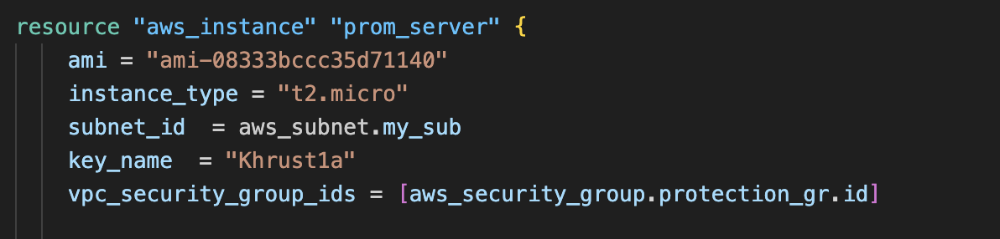 resource "aws_instance" "prom_server" {
    ami = "ami-08333bccc35d71140"
    instance_type = "t2.micro"
    subnet_id  = aws_subnet.my_sub
    key_name  = "Khrust1a"
    vpc_security_group_ids = [aws_security_group.protection_gr.id]